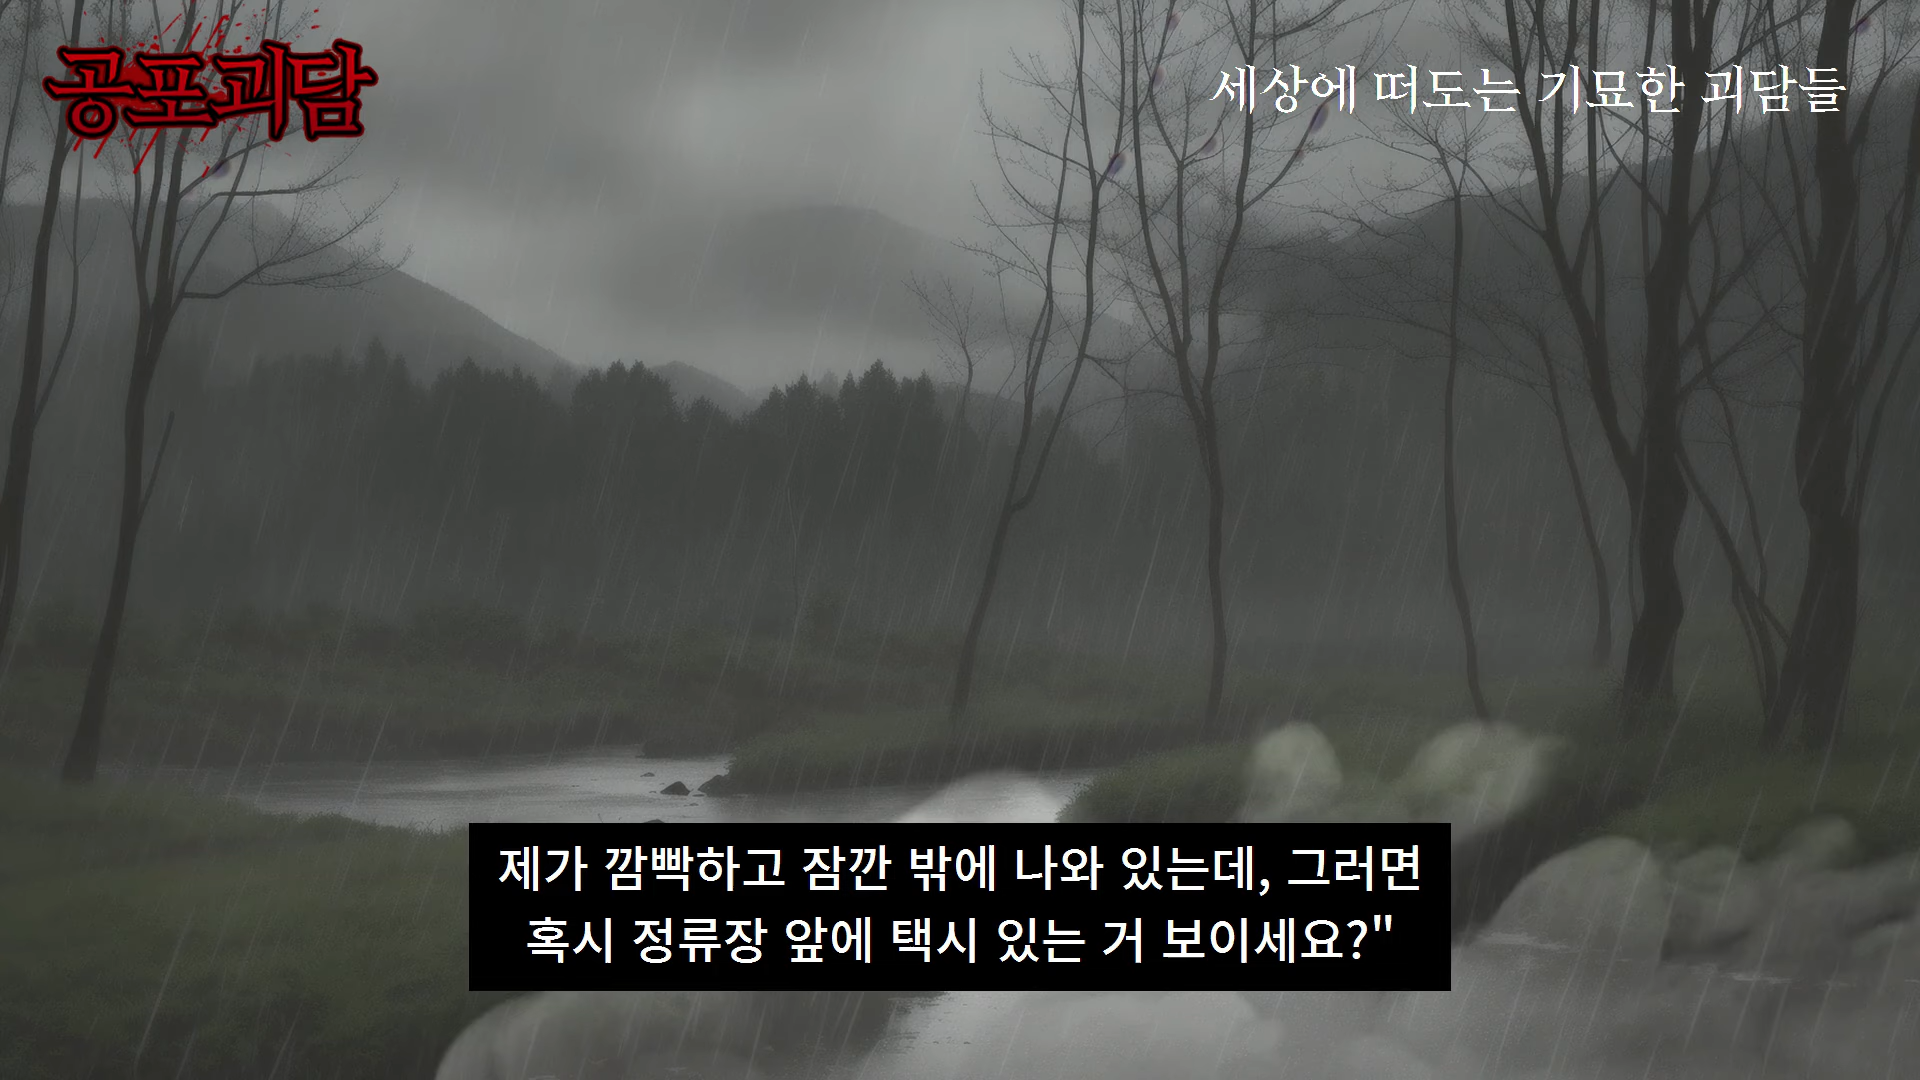 공포괴담
세상에 떠도는 기묘한 괴담들
제가 깜빡하고 잠깐 밖에 나와 있는데, 그러면
혹시 정류장 앞에 택시 있는 거 보이세요?"